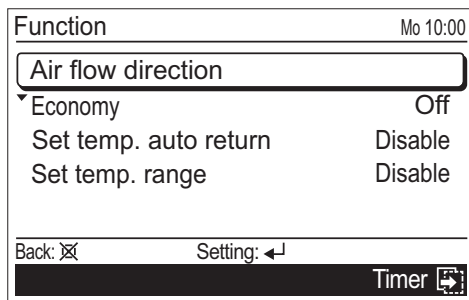 Function Mo 10:00
Air flow direction
Economy Off
Set temp. auto return Disable
Set temp. range Disable
Back: Setting:
Timer